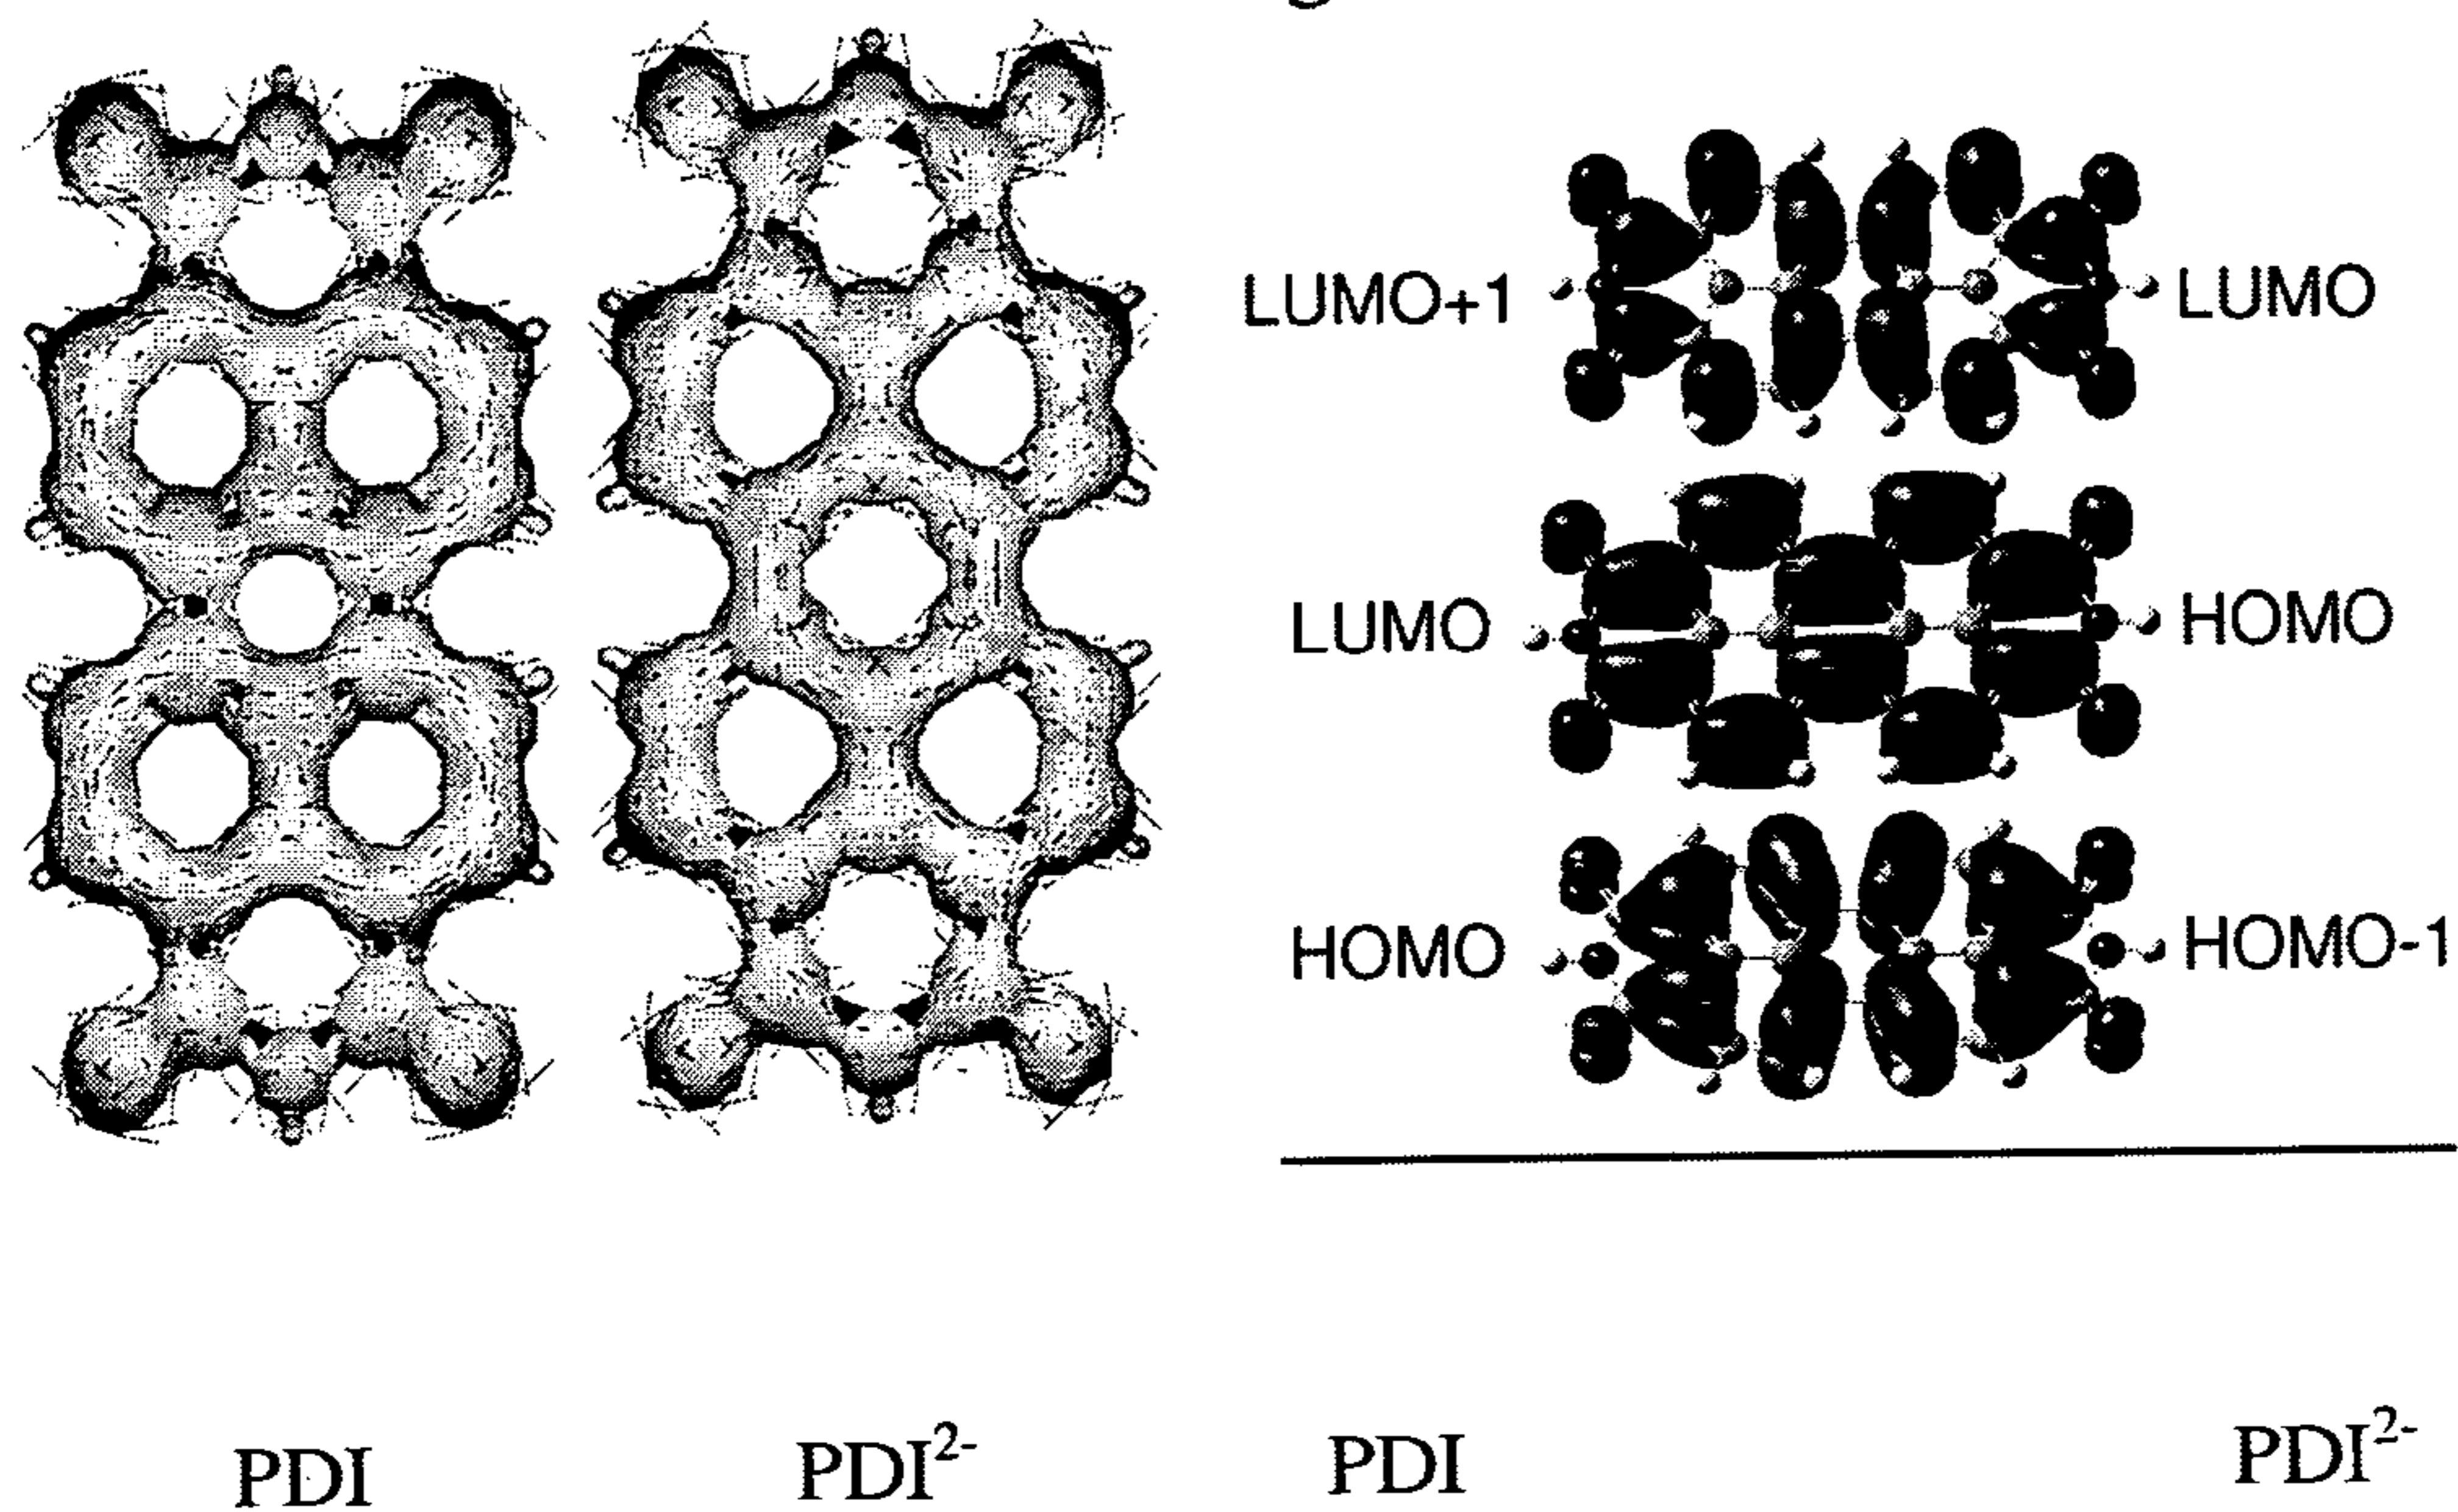 LUMO+1 LUMO
LUMO HOMO
HOMO HOMO-1
PDI PDI²⁻ PDI PDI²⁻